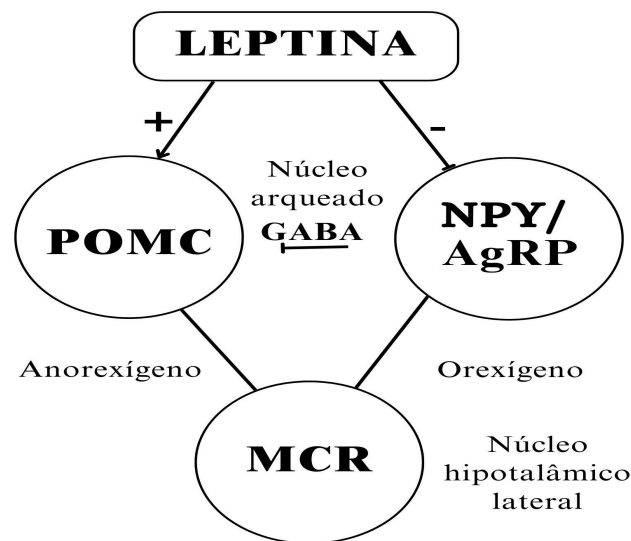 LEPTINA
+
-
Núcleo
arqueado
GABA
POMC
NPY/
AgRP
Anorexígeno
Orexígeno
MCR
Núcleo
hipotalâmico
lateral